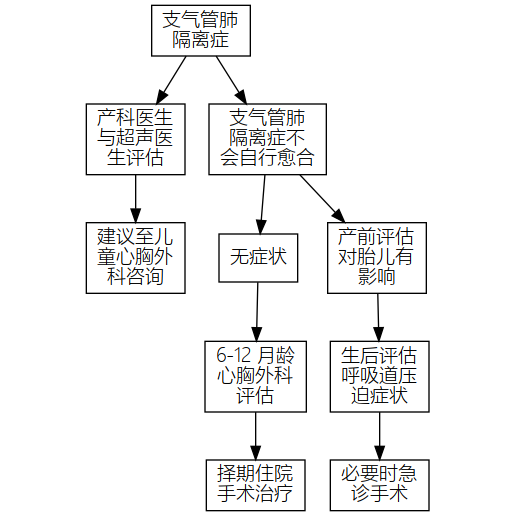 支气管肺
隔离症
产科医生
与超声医
生评估
支气管肺
隔离症不
会自行愈合
建议至儿
童心胸外
科咨询
无症状
产前评估
对胎儿有
影响
6-12 月龄
心胸外科
评估
生后评估
呼吸道压
迫症状
择期住院
手术治疗
必要时急
诊手术